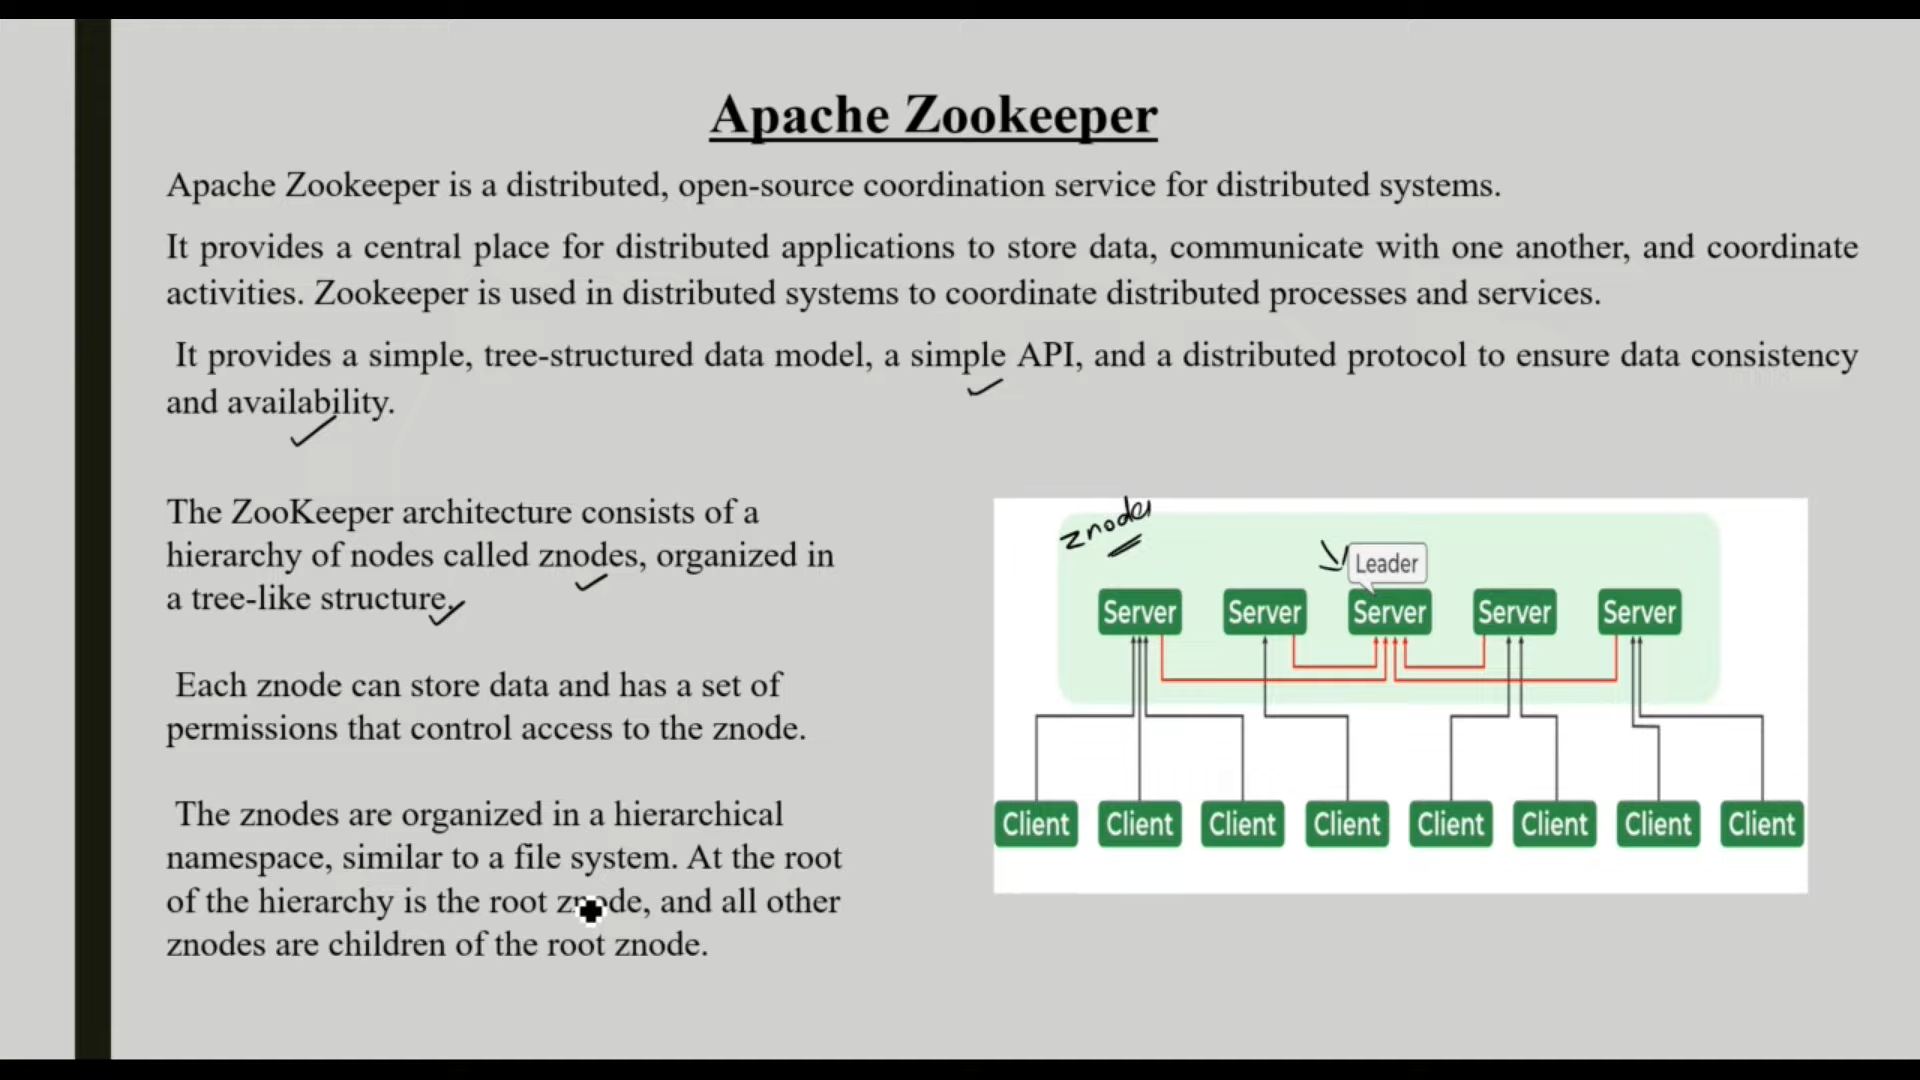 Apache Zookeeper
Apache Zookeeper is a distributed, open-source coordination service for distributed systems.
It provides a central place for distributed applications to store data, communicate with one another, and coordinate
activities. Zookeeper is used in distributed systems to coordinate distributed processes and services.
It provides a simple, tree-structured data model, a simple API, and a distributed protocol to ensure data consistency
and availability.
The ZooKeeper architecture consists of a
hierarchy of nodes called znodes, organized in
a tree-like structure.
Each znode can store data and has a set of
permissions that control access to the znode.
The znodes are organized in a hierarchical
namespace, similar to a file system. At the root
of the hierarchy is the root znode, and all other
znodes are children of the root znode.
znodes
Leader
Server Server Server Server Server
Client Client Client Client Client Client Client Client